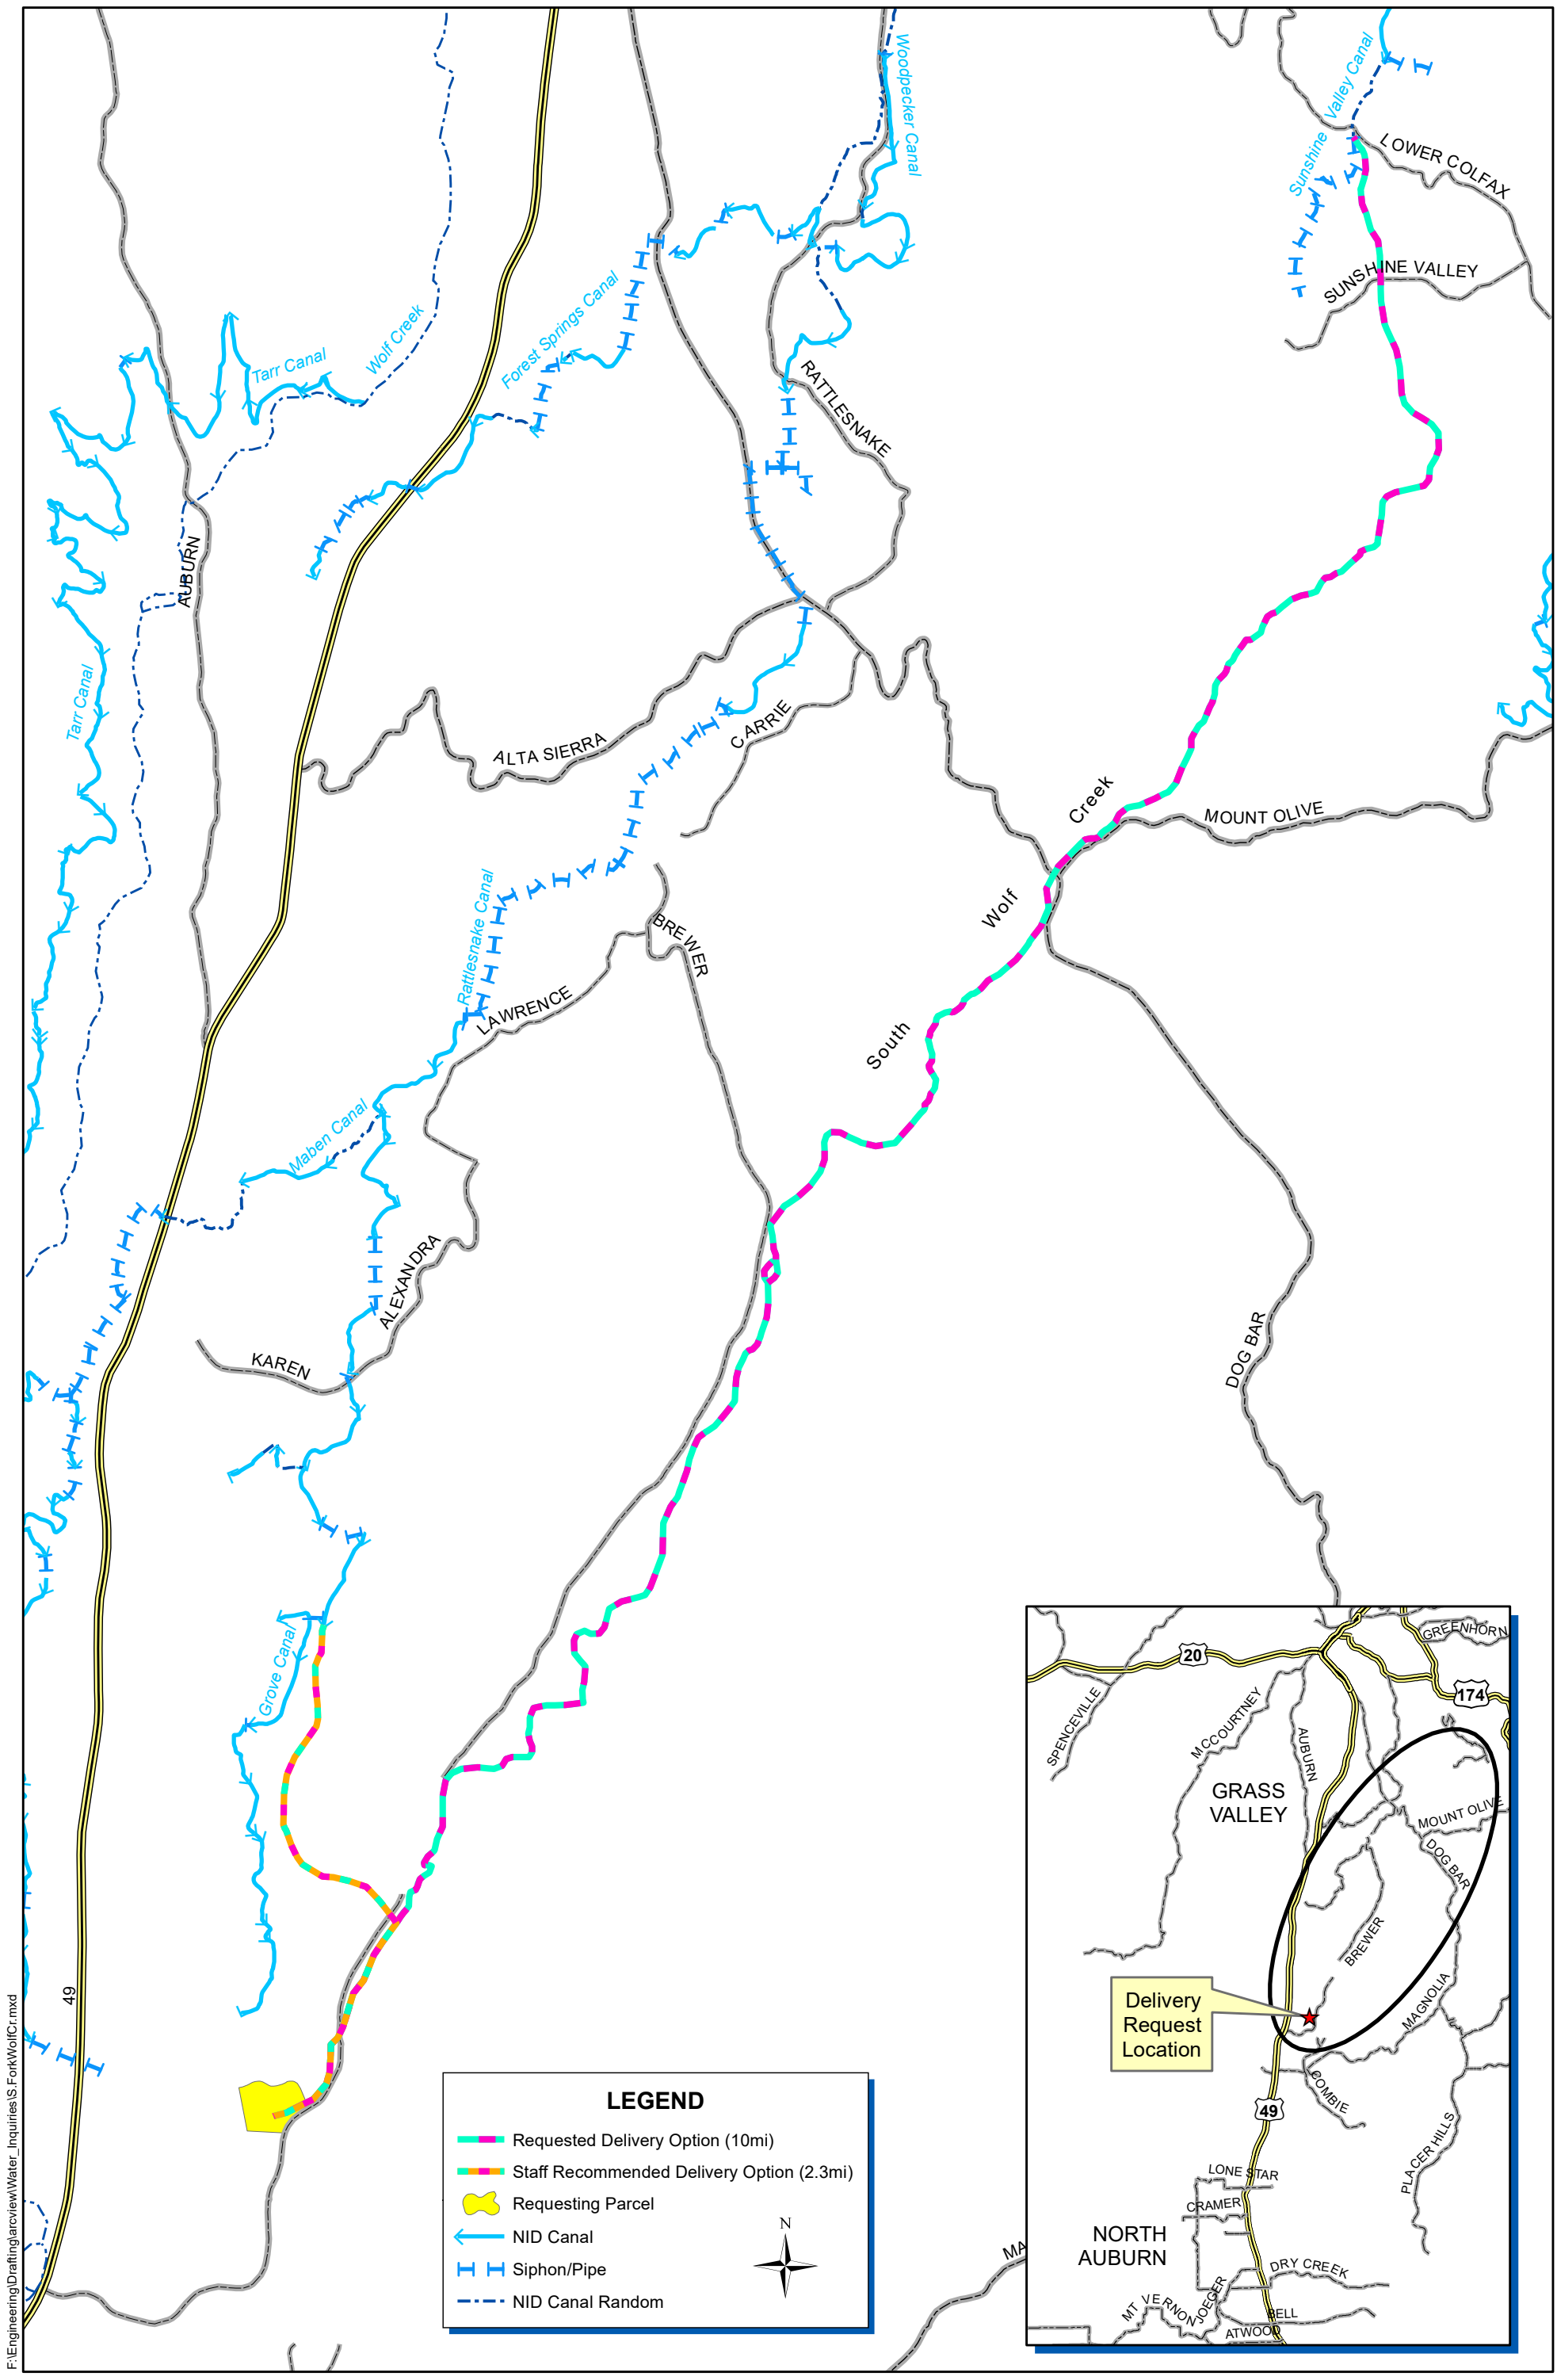 Woodpecker Canal
Sunshine Valley Canal
LOWER COLFAX
SUNSHINE VALLEY
Forest Springs Canal
Wolf Creek
Tarr Canal
RATTLESNAKE
AUBURN
Tarr Canal
ALTA SIERRA
CARRIE
MOUNT OLIVE
South Wolf Creek
Rattlesnake Canal
BREWER
LAWRENCE
Maben Canal
ALEXANDRA
KAREN
DOG BAR
Grove Canal
49
MA
F:\Engineering\Drafting\arcview\Water_Inquiries\S.ForkWolfCr.mxd
LEGEND
Requested Delivery Option (10mi)
Staff Recommended Delivery Option (2.3mi)
Requesting Parcel
NID Canal
Siphon/Pipe
NID Canal Random
N
GREENHORN
20
174
SPENCEVILLE
MCCOURTNEY
AUBURN
GRASS
VALLEY
MOUNT OLIVE
DOG BAR
BREWER
MAGNOLIA
Delivery
Request
Location
COMBIE
49
PLACER HILLS
LONE STAR
CRAMER
NORTH
AUBURN
DRY CREEK
JOEGER
MT VERNON
BELL
ATWOOD